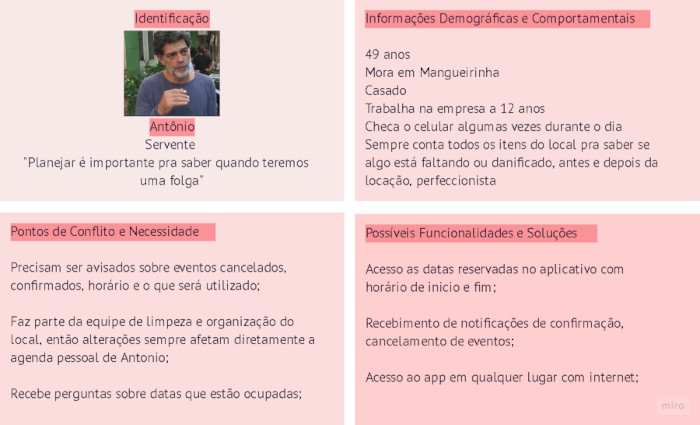 Identificação
Antônio
Servente
"Planejar é importante pra saber quando teremos
uma folga"
Informações Demográficas e Comportamentais
49 anos
Mora em Mangueirinha
Casado
Trabalha na empresa a 12 anos
Checa o celular algumas vezes durante o dia
Sempre conta todos os itens do local pra saber se
algo está faltando ou danificado, antes e depois da
locação, perfeccionista
Pontos de Conflito e Necessidade
Precisam ser avisados sobre eventos cancelados,
confirmados, horário e o que será utilizado;
Faz parte da equipe de limpeza e organização do
local, então alterações sempre afetam diretamente a
agenda pessoal de Antonio;
Recebe perguntas sobre datas que estão ocupadas;
Possíveis Funcionalidades e Soluções
Acesso as datas reservadas no aplicativo com
horário de inicio e fim;
Recebimento de notificações de confirmação,
cancelamento de eventos;
Acesso ao app em qualquer lugar com internet;
miro